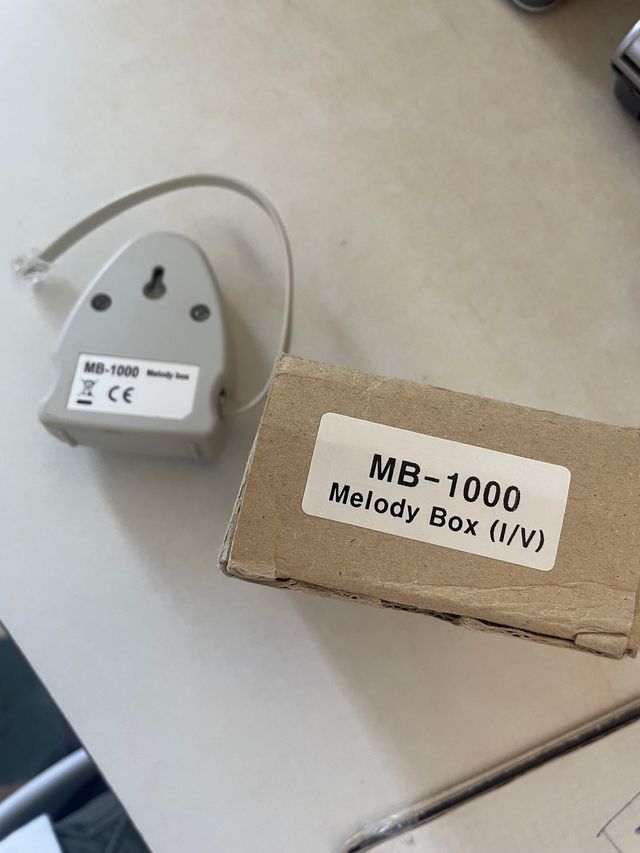 MB-1000 Melody box
CE
MB-1000
Melody Box (I/V)